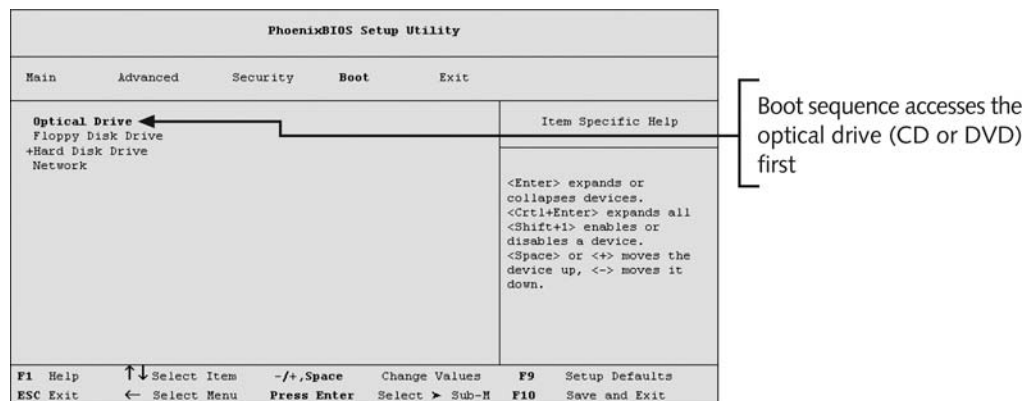 PhoenixBIOS Setup Utility
Main Advanced Security Boot Exit
Optical Drive
Floppy Disk Drive
+Hard Disk Drive
Network
Item Specific Help
<Enter> expands or
collapses devices.
<Crtl+Enter> expands all
<Shift+1> enables or
disables a device.
<Space> or <+> moves the
device up, <-> moves it
down.
Boot sequence accesses the
optical drive (CD or DVD)
first
F1 Help ↑↓ Select Item -/+,Space Change Values F9 Setup Defaults
ESC Exit ← Select Menu Press Enter Select ➤ Sub-M F10 Save and Exit